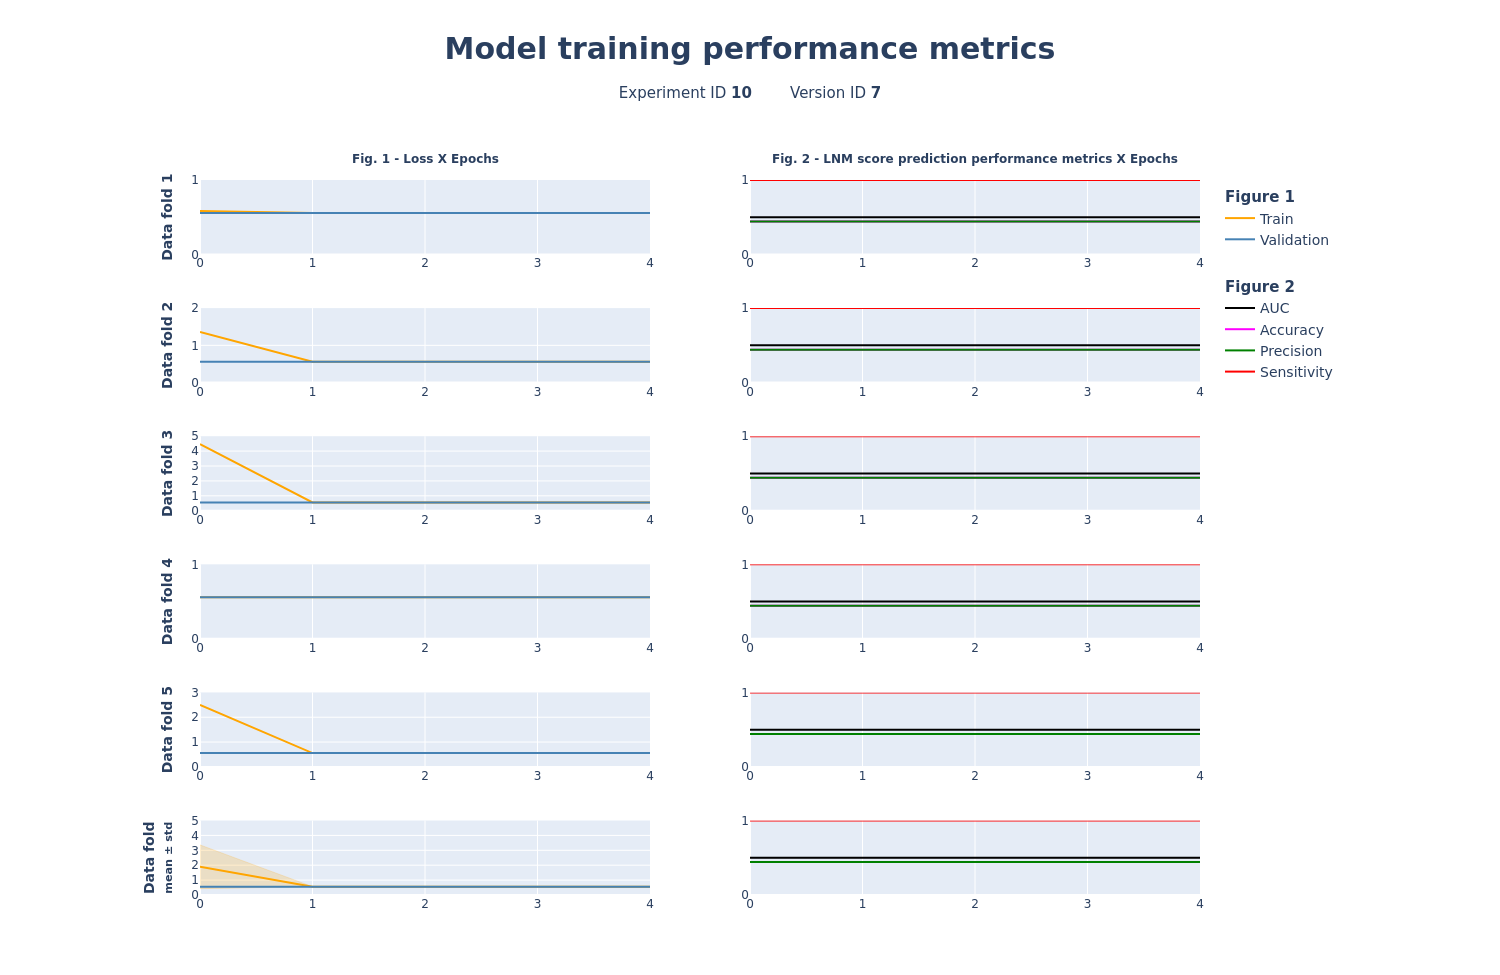 Model training performance metrics
Experiment ID 10 Version ID 7
Fig. 1 - Loss X Epochs
Fig. 2 - LNM score prediction performance metrics X Epochs
Data fold 1
1
0
0 1 2 3 4
1
0
0 1 2 3 4
Figure 1
Train
Validation
Figure 2
AUC
Accuracy
Precision
Sensitivity
Data fold 2
2
1
0
0 1 2 3 4
1
0
0 1 2 3 4
Data fold 3
5
4
3
2
1
0
0 1 2 3 4
1
0
0 1 2 3 4
Data fold 4
1
0
0 1 2 3 4
1
0
0 1 2 3 4
Data fold 5
3
2
1
0
0 1 2 3 4
1
0
0 1 2 3 4
Data fold
mean ± std
5
4
3
2
1
0
0 1 2 3 4
1
0
0 1 2 3 4